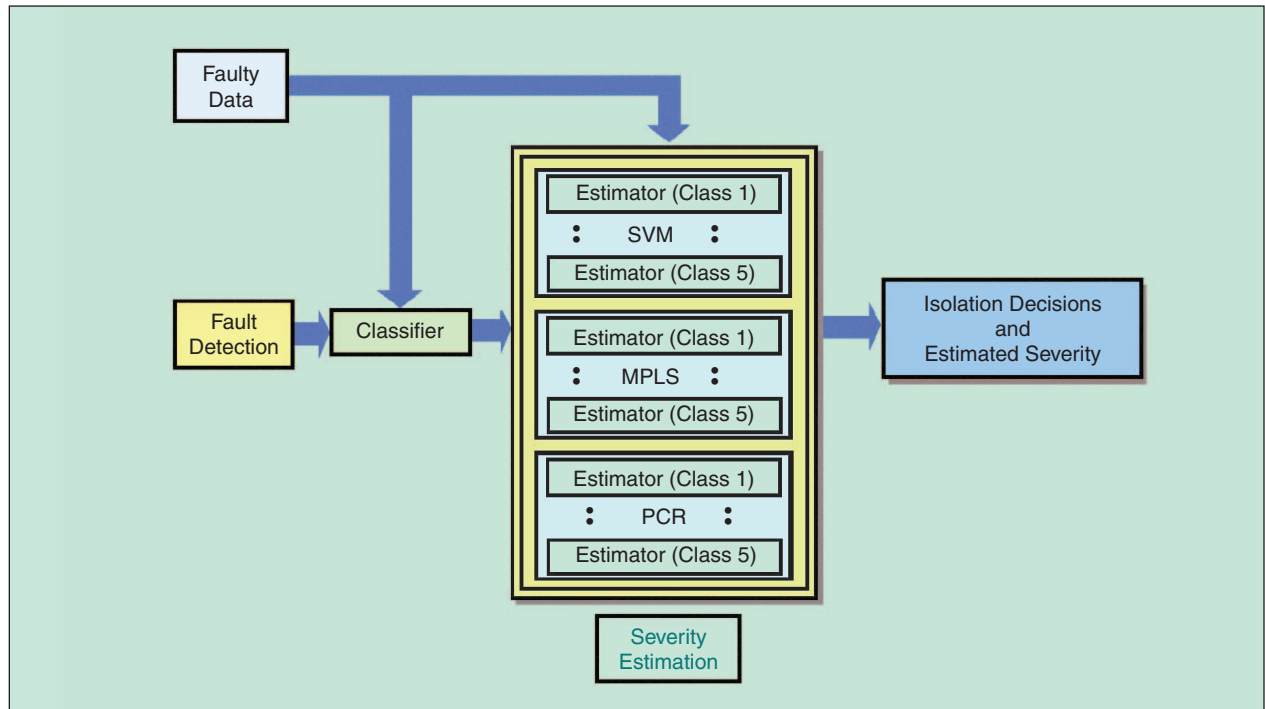 Faulty
Data
Estimator (Class 1)
: SVM :
Estimator (Class 5)
Fault
Detection
Classifier
Estimator (Class 1)
: MPLS :
Estimator (Class 5)
Isolation Decisions
and
Estimated Severity
Estimator (Class 1)
: PCR :
Estimator (Class 5)
Severity
Estimation